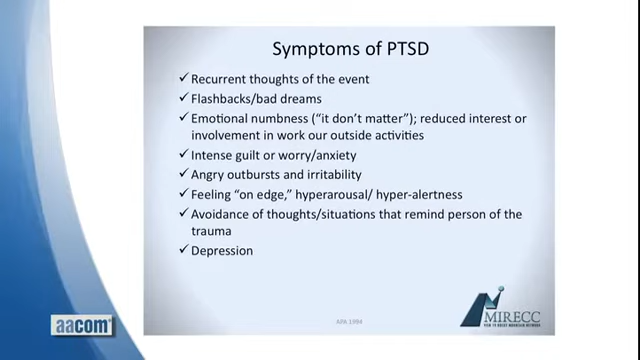 Symptoms of PTSD
✓ Recurrent thoughts of the event
✓ Flashbacks/bad dreams
✓ Emotional numbness (“it don’t matter”); reduced interest or
involvement in work our outside activities
✓ Intense guilt or worry/anxiety
✓ Angry outbursts and irritability
✓ Feeling “on edge,” hyperarousal/ hyper-alertness
✓ Avoidance of thoughts/situations that remind person of the
trauma
✓ Depression
APA 1994
MIRECC
aacom